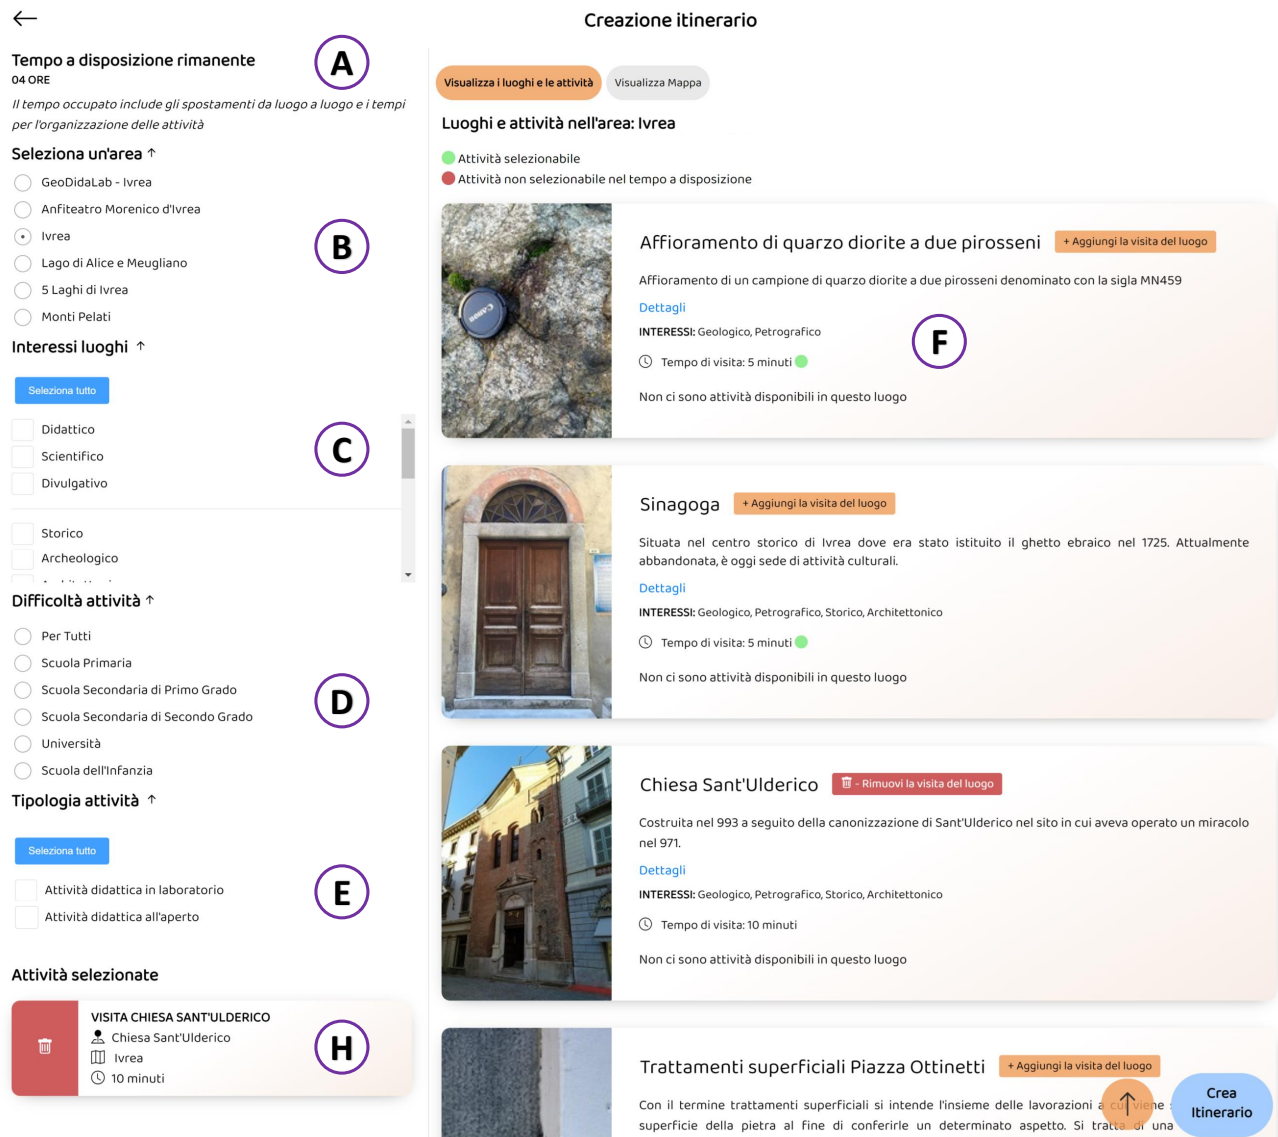 Creazione itinerario
Tempo a disposizione rimanente
04 ORE
A
Il tempo occupato include gli spostamenti da luogo a luogo e i tempi
per l'organizzazione delle attività
Seleziona un'area ↑
GeoDidaLab - Ivrea
Anfiteatro Morenico d'Ivrea
Ivrea
B
Lago di Alice e Meugliano
5 Laghi di Ivrea
Monti Pelati
Interessi luoghi ↑
Seleziona tutto
Didattico
Scientifico
C
Divulgativo
Storico
Archeologico
Difficoltà attività ↑
Per Tutti
Scuola Primaria
Scuola Secondaria di Primo Grado
D
Scuola Secondaria di Secondo Grado
Università
Scuola dell'Infanzia
Tipologia attività ↑
Seleziona tutto
Attività didattica in laboratorio
E
Attività didattica all'aperto
Attività selezionate
VISITA CHIESA SANT'ULDERICO
Chiesa Sant'Ulderico
H
Ivrea
10 minuti
Visualizza i luoghi e le attività
Visualizza Mappa
Luoghi e attività nell'area: Ivrea
Attività selezionabile
Attività non selezionabile nel tempo a disposizione
CANON
Affioramento di quarzo diorite a due pirosseni + Aggiungi la visita del luogo
Affioramento di un campione di quarzo diorite a due pirosseni denominato con la sigla MN459
Dettagli
INTERESSI: Geologico, Petrografico
F
Tempo di visita: 5 minuti
Non ci sono attività disponibili in questo luogo
Sinagoga + Aggiungi la visita del luogo
Situata nel centro storico di Ivrea dove era stato istituito il ghetto ebraico nel 1725. Attualmente
abbandonata, è oggi sede di attività culturali.
Dettagli
INTERESSI: Geologico, Petrografico, Storico, Architettonico
Tempo di visita: 5 minuti
Non ci sono attività disponibili in questo luogo
Chiesa Sant'Ulderico - Rimuovi la visita del luogo
Costruita nel 993 a seguito della canonizzazione di Sant'Ulderico nel sito in cui aveva operato un miracolo
nel 971.
Dettagli
INTERESSI: Geologico, Petrografico, Storico, Architettonico
Tempo di visita: 10 minuti
Non ci sono attività disponibili in questo luogo
Trattamenti superficiali Piazza Ottinetti + Aggiungi la visita del luogo
Con il termine trattamenti superficiali si intende l'insieme delle lavorazioni a cui viene
superficie della pietra al fine di conferirle un determinato aspetto. Si tratta di una
↑
Crea
Itinerario